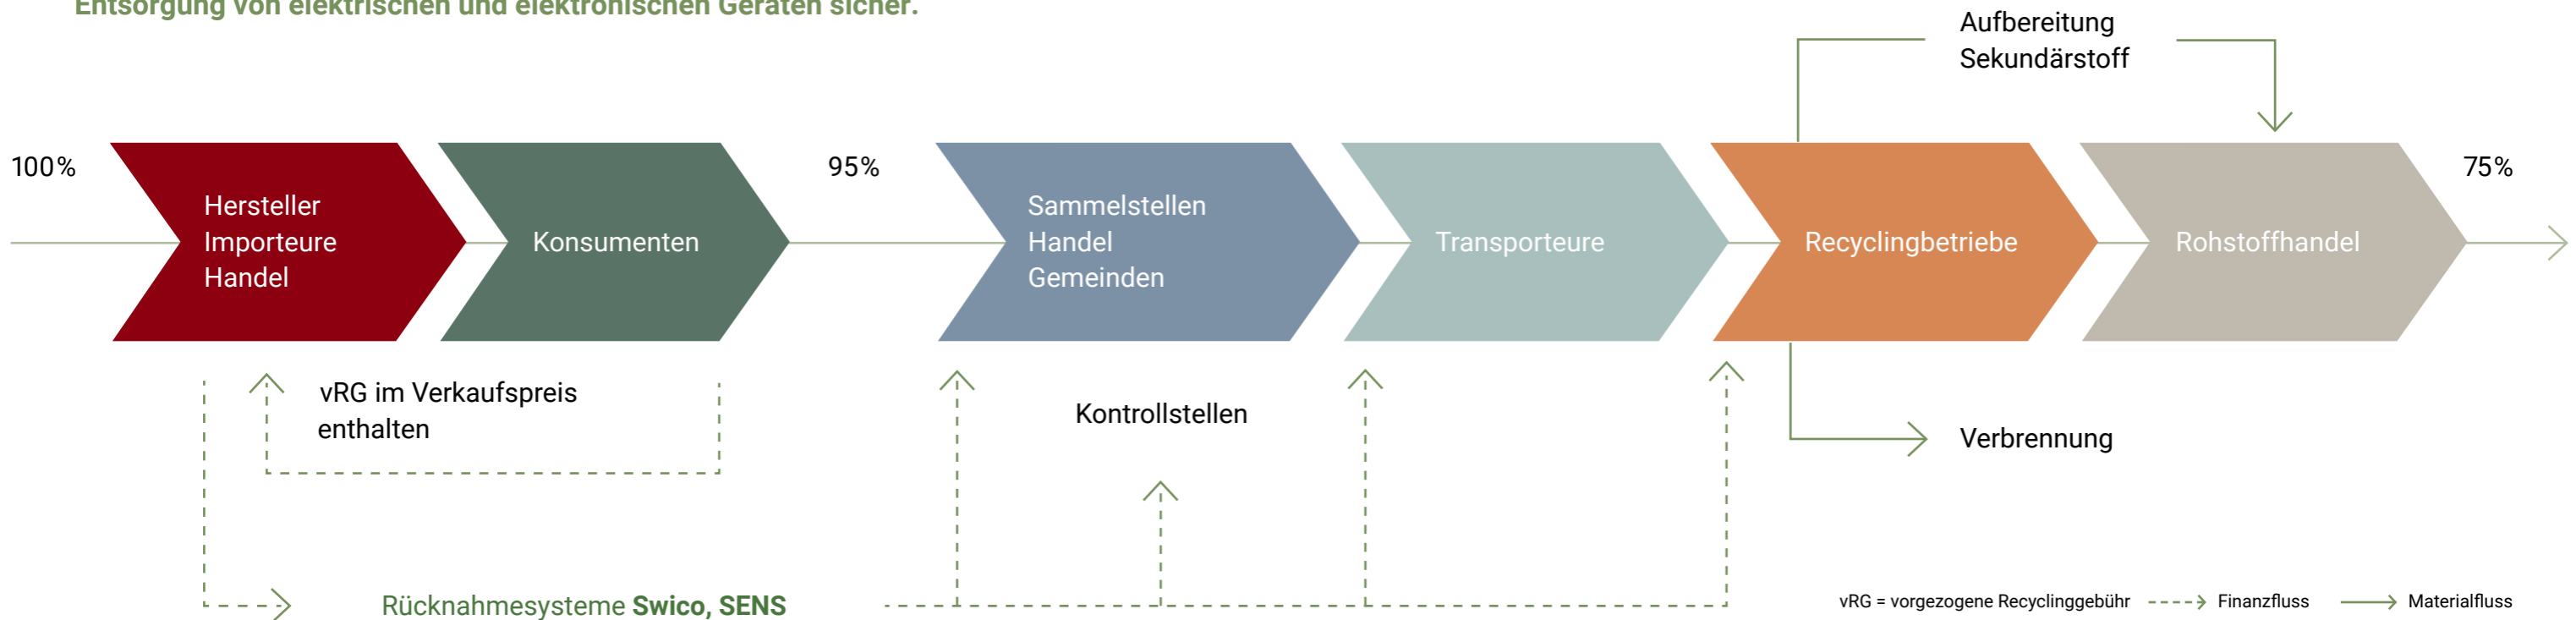 Entsorgung von elektrischen und elektronischen Geräten sicher.
Aufbereitung
Sekundärstoff
100%
95%
75%
Hersteller
Importeure
Handel
Konsumenten
Sammelstellen
Handel
Gemeinden
Transporteure
Recyclingbetriebe
Rohstoffhandel
vRG im Verkaufspreis
enthalten
Kontrollstellen
Verbrennung
Rücknahmesysteme Swico, SENS
vRG = vorgezogene Recyclinggebühr
Finanzfluss
Materialfluss